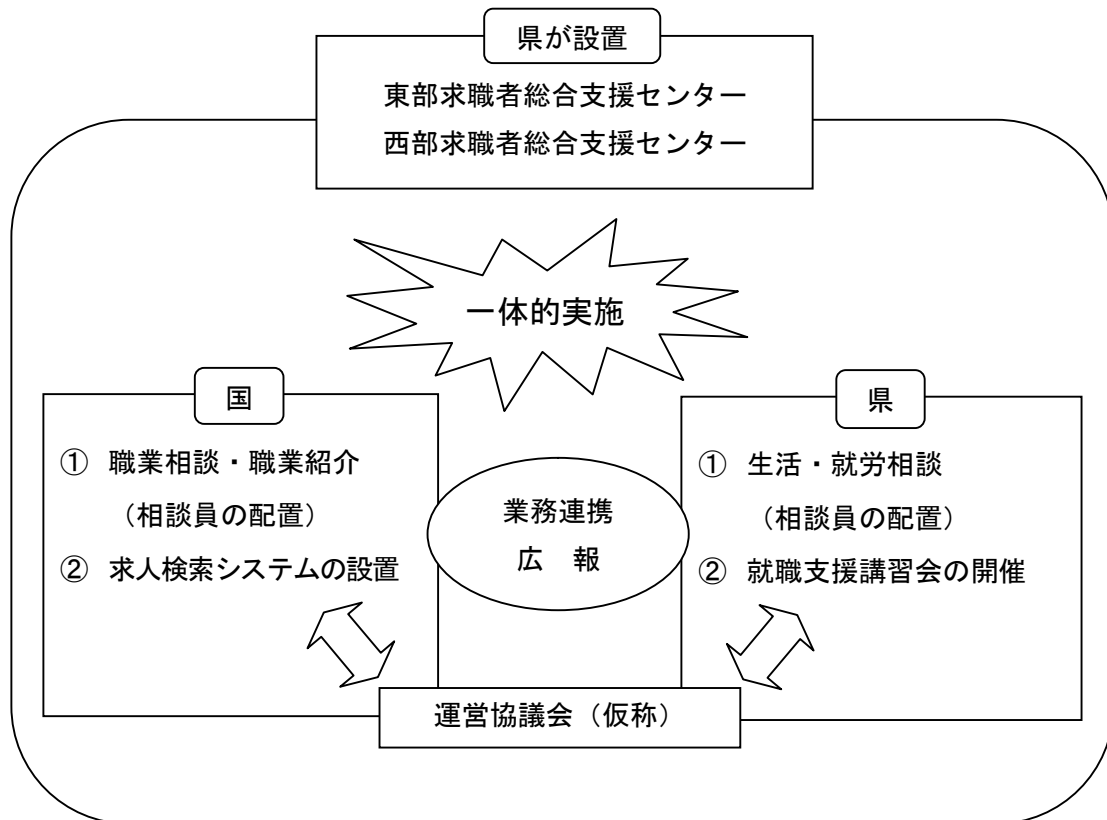 県が設置
東部求職者総合支援センター
西部求職者総合支援センター
一体的実施
国
① 職業相談・職業紹介
（相談員の配置）
② 求人検索システムの設置
業務連携
広　報
県
① 生活・就労相談
（相談員の配置）
② 就職支援講習会の開催
運営協議会（仮称）